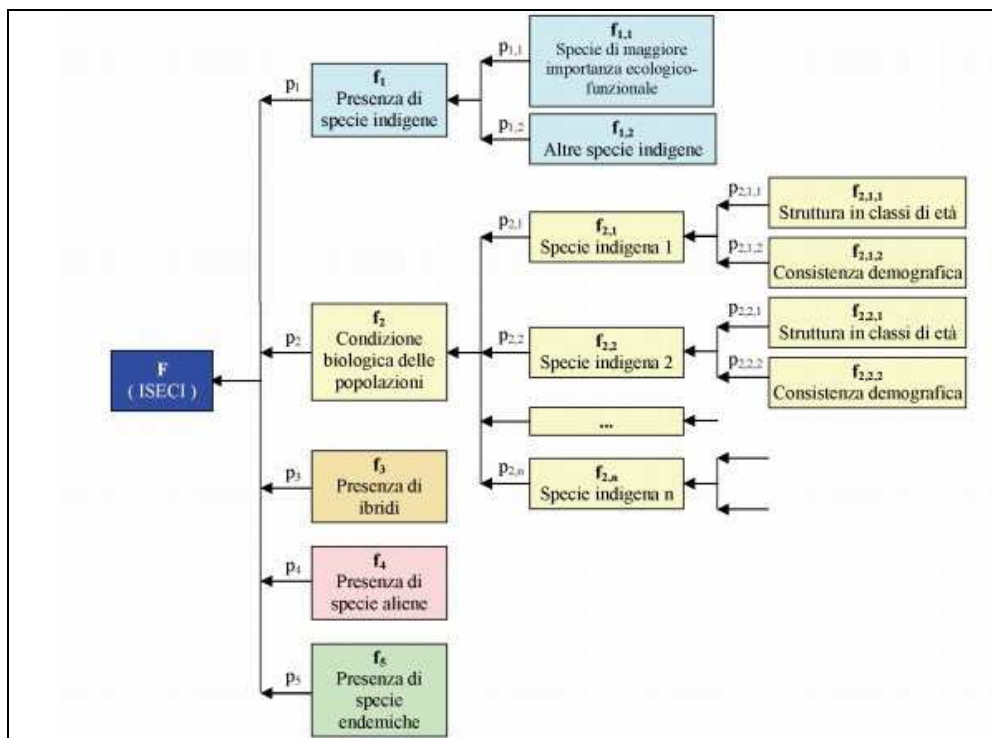 f1,1
Specie di maggiore
importanza ecologico-
funzionale
p1,1
f1
Presenza di
specie indigene
p1
p1,2
f1,2
Altre specie indigene
p2,1
f2,1
Specie indigena 1
p2,1,1
f2,1,1
Struttura in classi di età
p2,1,2
f2,1,2
Consistenza demografica
p2
f2
Condizione
biologica delle
popolazioni
p2,2
f2,2
Specie indigena 2
p2,2,1
f2,2,1
Struttura in classi di età
p2,2,2
f2,2,2
Consistenza demografica
F
( ISECI )
...
p2,n
f2,n
Specie indigena n
p3
f3
Presenza di
ibridi
p4
f4
Presenza di
specie aliene
p5
f5
Presenza di
specie
endemiche